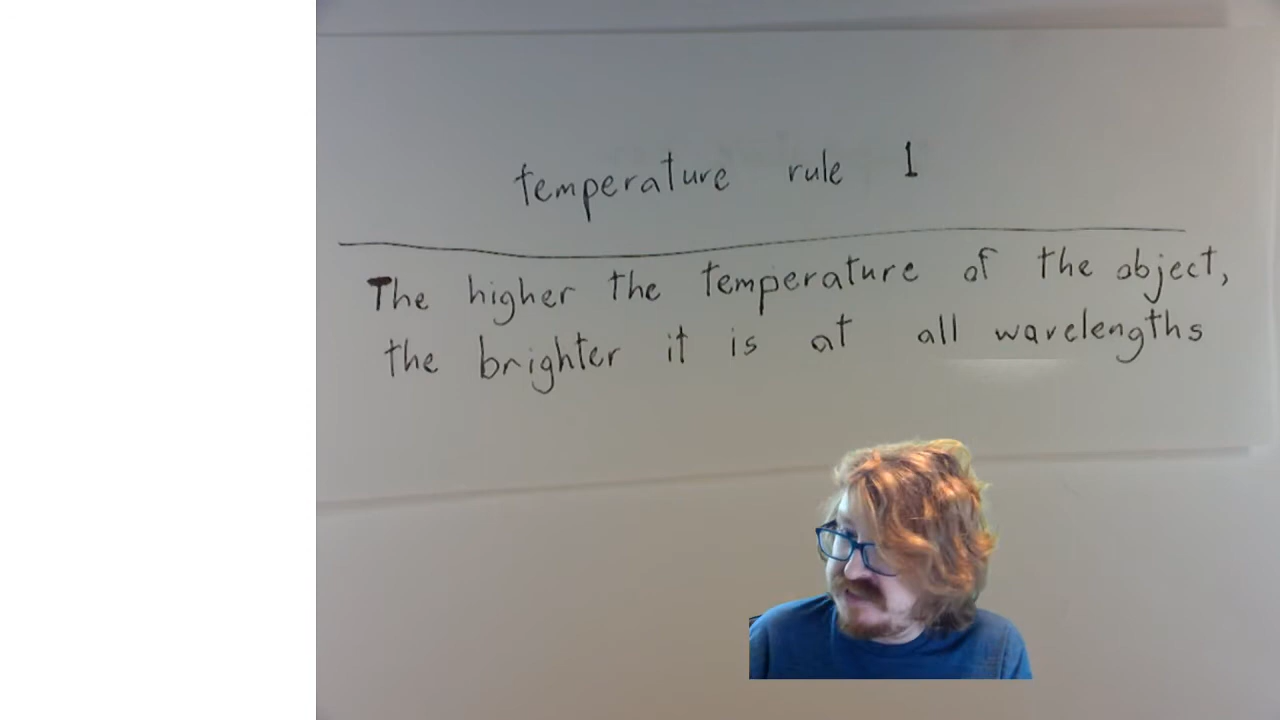 temperature rule 1
The higher the temperature of the object,
the brighter it is at all wavelengths